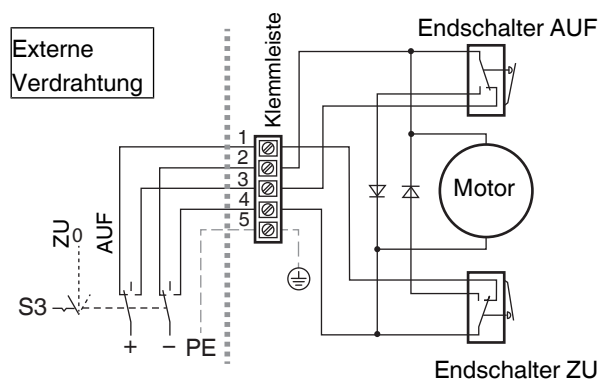 Externe
Verdrahtung
Klemmleiste
Endschalter AUF
1
2
3
4
5
Motor
ZU
0
AUF
S3
+
–
PE
Endschalter ZU